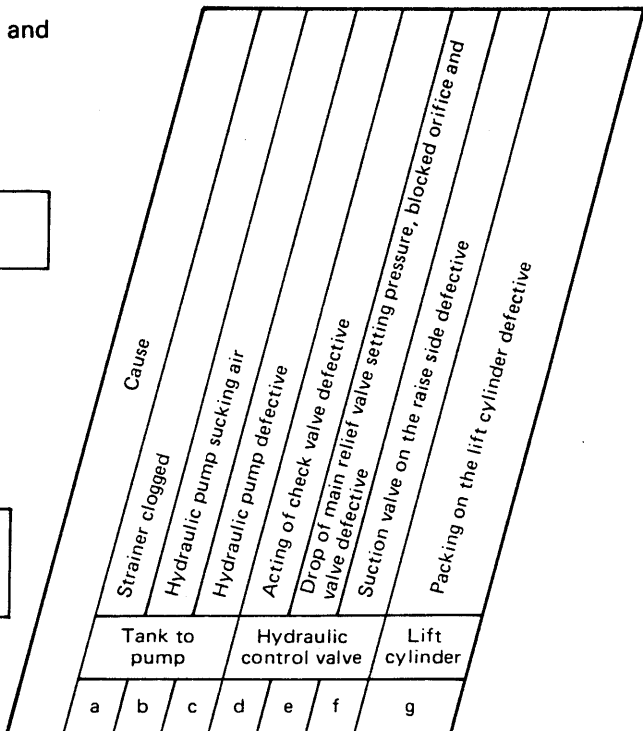 and
Cause
Strainer clogged
Hydraulic pump sucking air
Hydraulic pump defective
Acting of check valve defective
Drop of main relief valve setting pressure, blocked orifice and
valve defective
Suction valve on the raise side defective
Packing on the lift cylinder defective
Tank to
pump
Hydraulic
control valve
Lift
cylinder
a b c d e f g